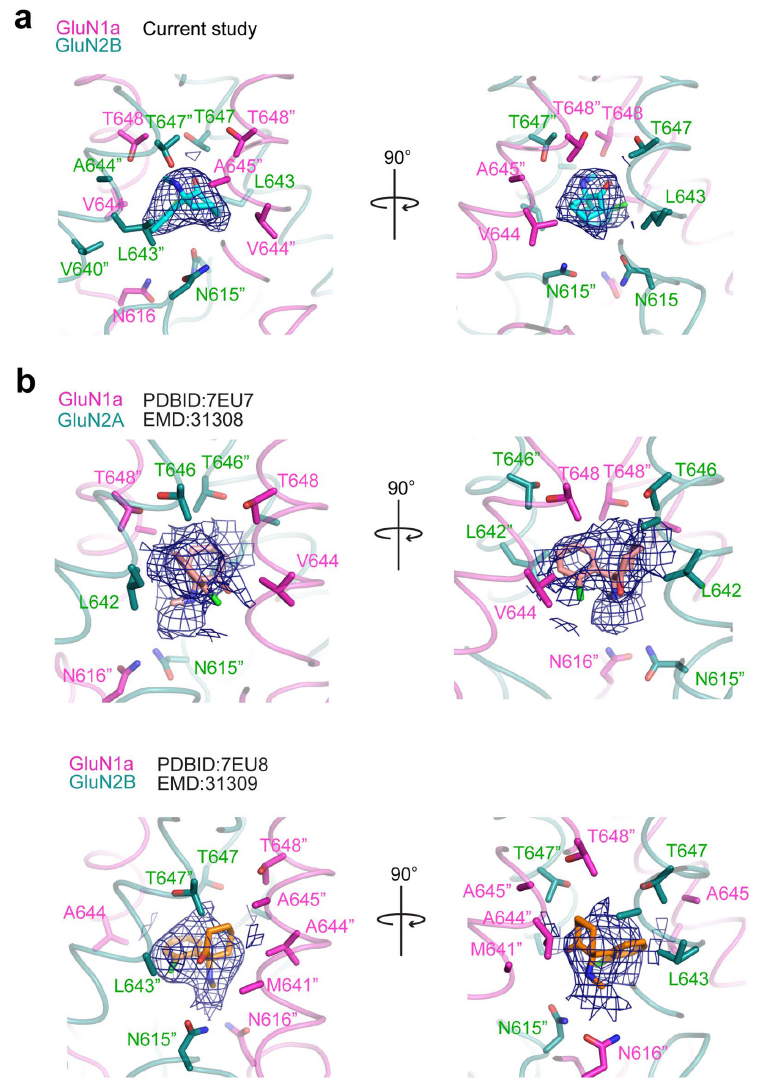 a
GluN1a Current study
GluN2B
T648 T647” T647 T648”
A644” A645”
L643
V644
L643” V644”
V640”
N615”
N616
90°
T648” T648
T647” T647
A645”
L643
V644
N615” N615
b
GluN1a PDBID:7EU7
GluN2A EMD:31308
T648” T646 T646” T648
V644
L642
N616” N615”
90°
T646” T648 T648” T646
L642”
L642
V644
N616” N615”
GluN1a PDBID:7EU8
GluN2B EMD:31309
T648”
T647
T647”
A645”
A644 A644”
L643” M641”
N616”
N615”
90°
T648”
T647” T647
A645” A645
A644”
M641” L643
N615”
N616”